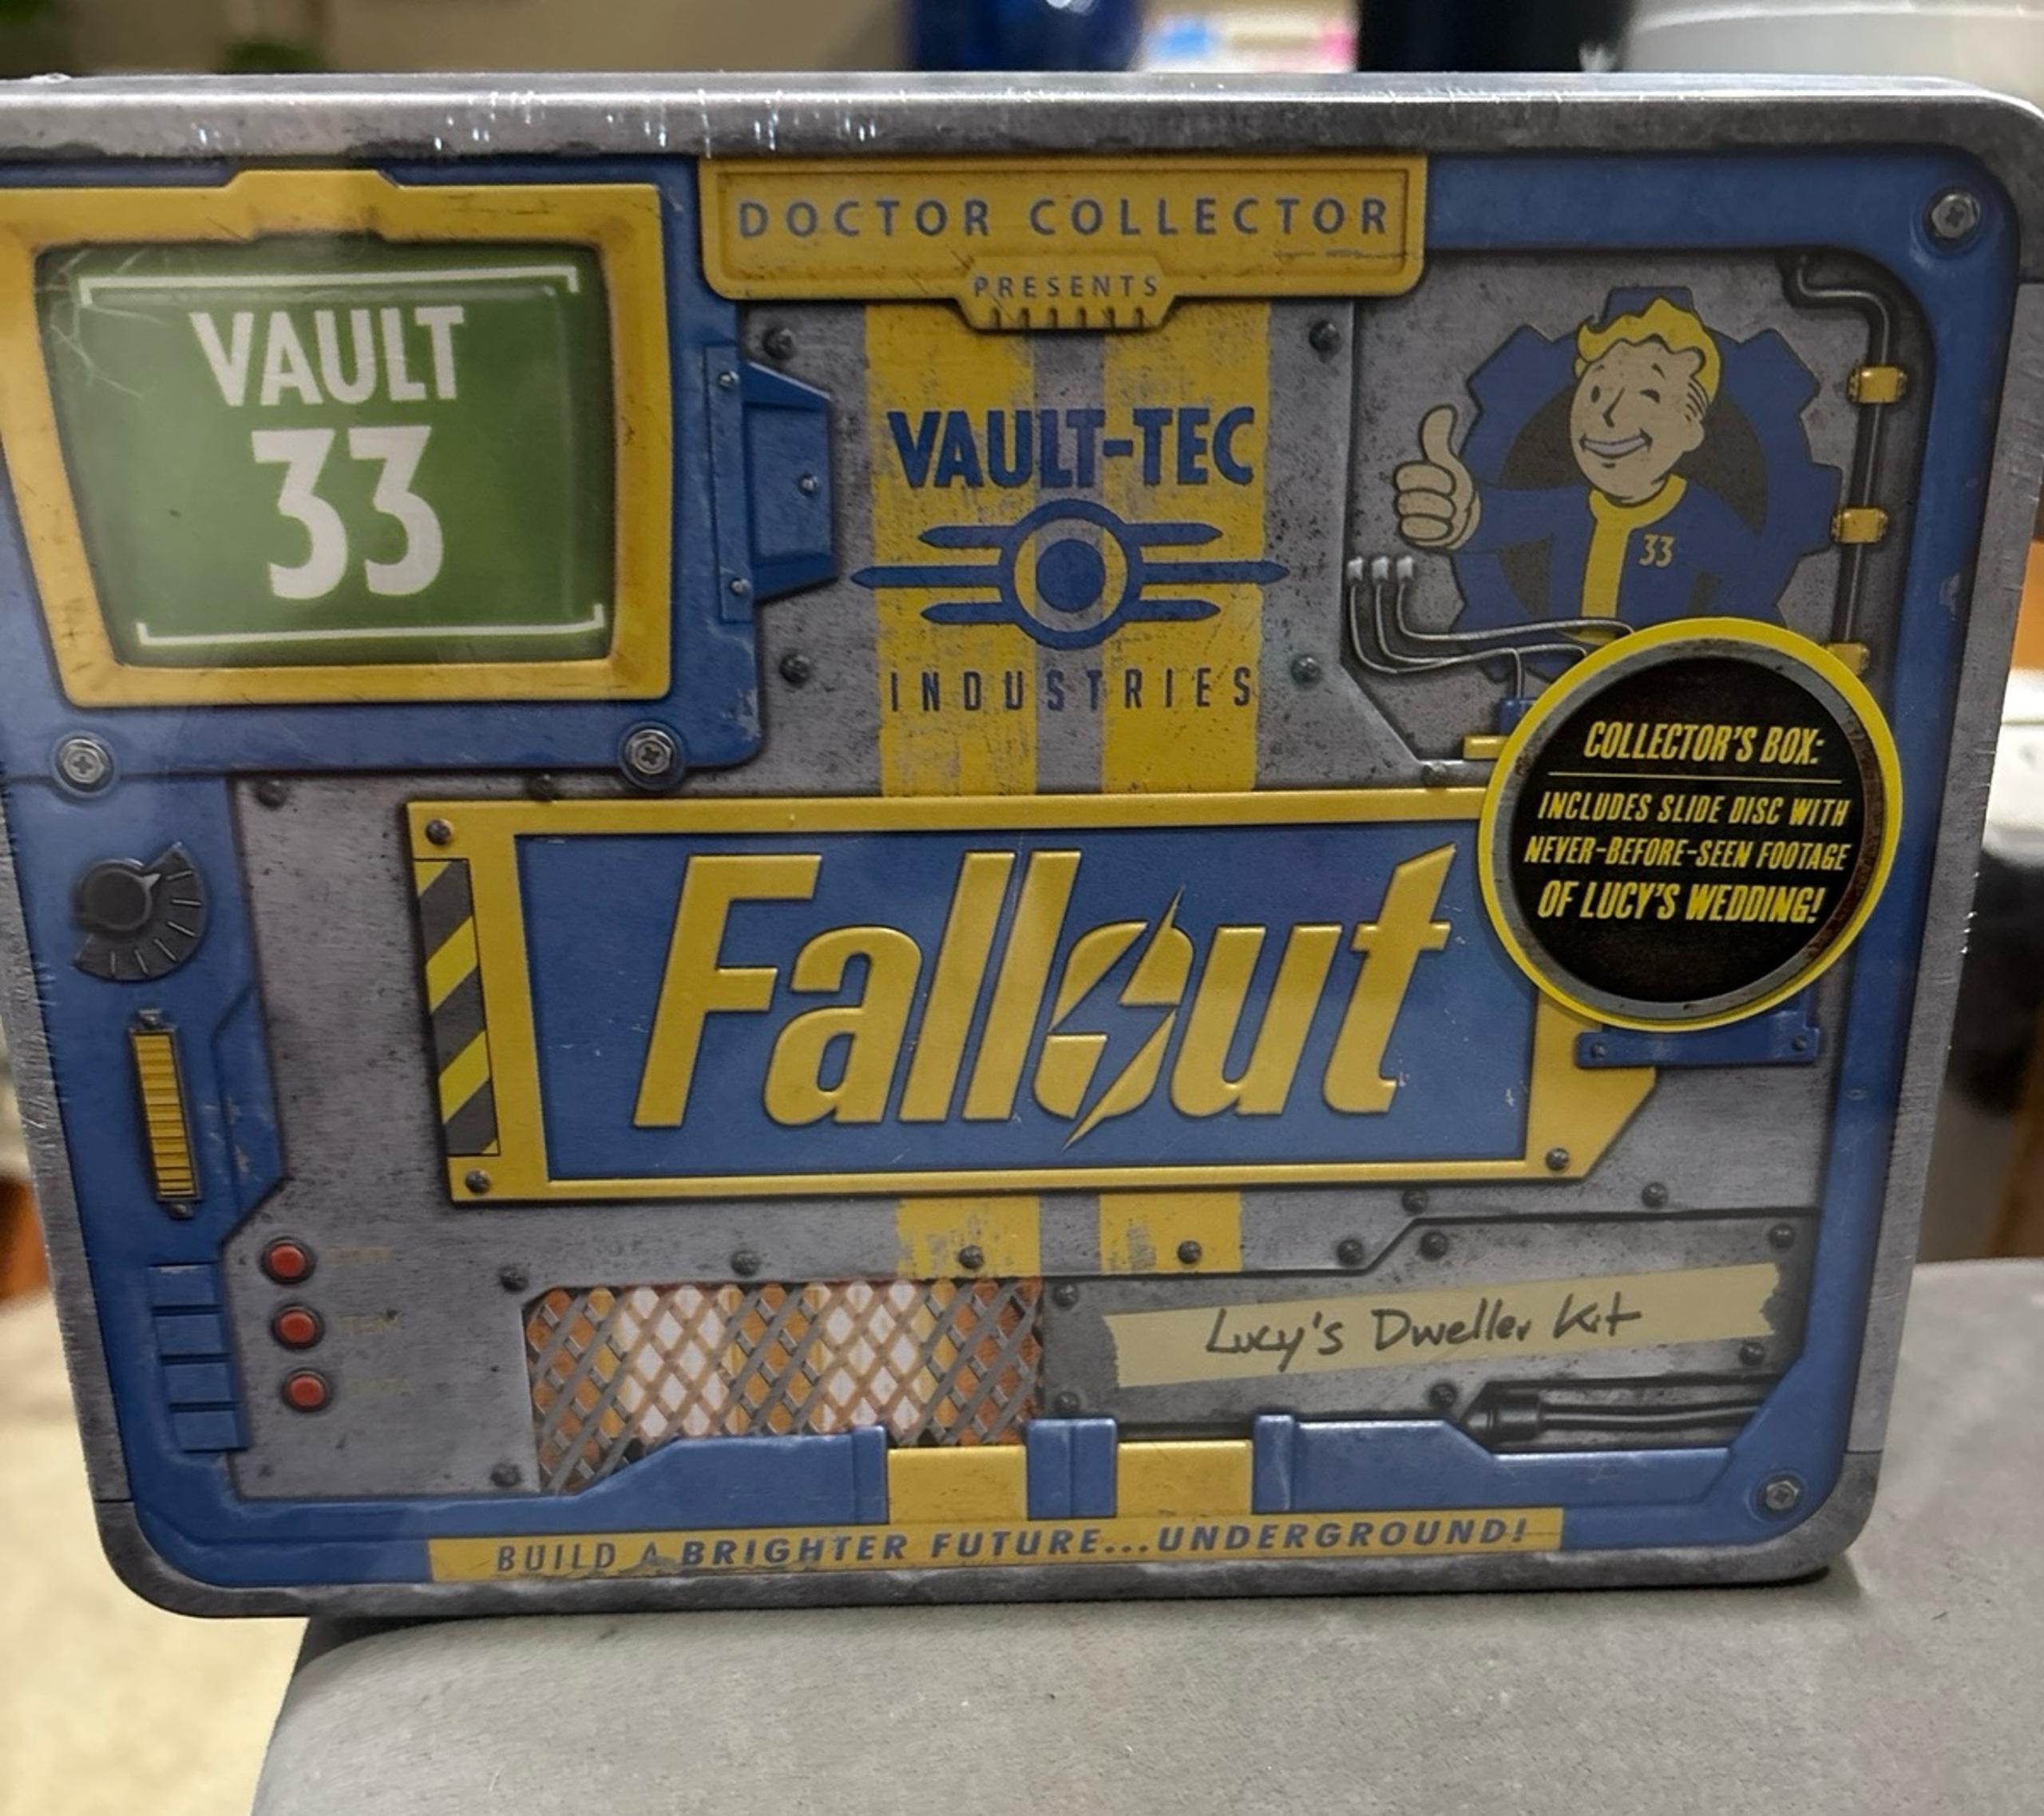 DOCTOR COLLECTOR
PRESENTS
VAULT
33
VAULT-TEC
INDUSTRIES
33
COLLECTOR'S BOX:
INCLUDES SLIDE DISC WITH
NEVER-BEFORE-SEEN FOOTAGE
OF LUCY'S WEDDING!
Fallout
Lucy's Dweller Kit
BUILD A BRIGHTER FUTURE...UNDERGROUND!